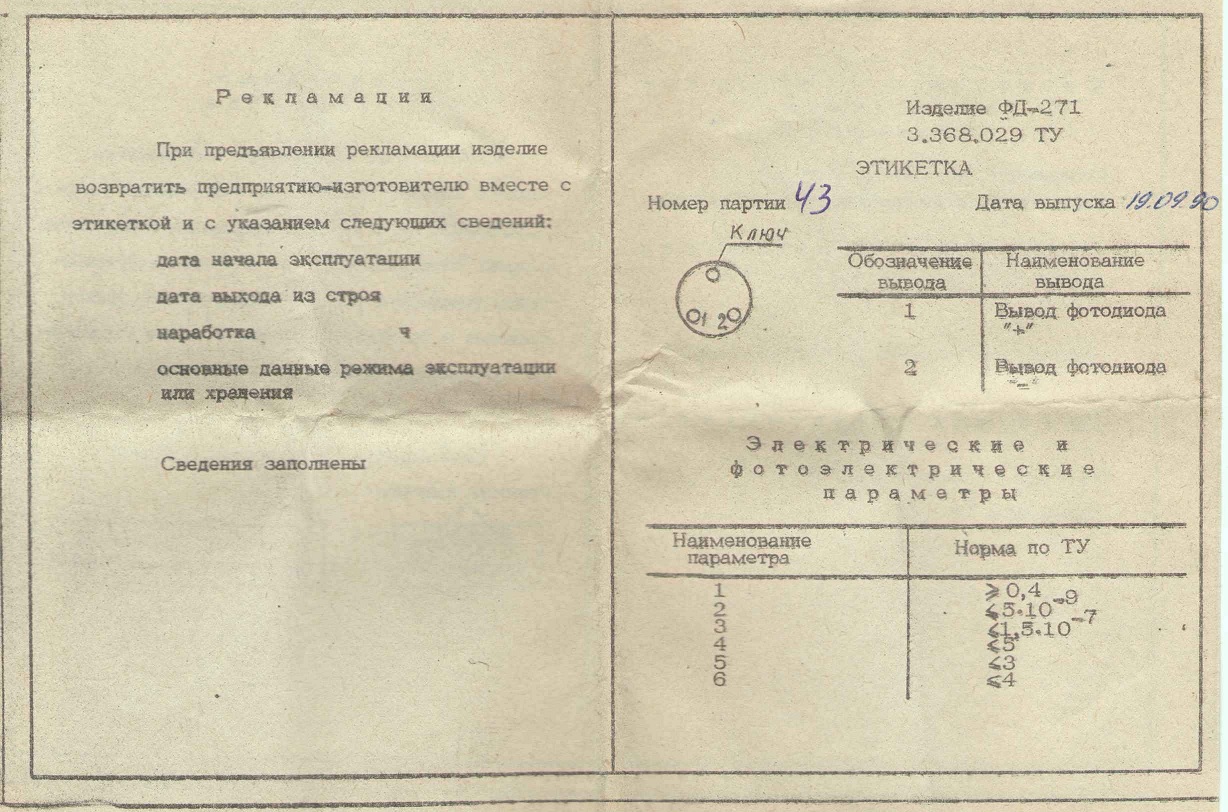 Рекламации
При предъявлении рекламации изделие
возвратить предприятию-изготовителю вместе с
этикеткой и с указанием следующих сведений:
дата начала эксплуатации
дата выхода из строя
наработка ч
основные данные режима эксплуатации
или хранения
Сведения заполнены
Изделие ФД-271
3.368.029 ТУ
ЭТИКЕТКА
Номер партии 43 Дата выпуска 19.09.90
Ключ
1 2
Обозначение вывода Наименование вывода
1 Вывод фотодиода "+"
2 Вывод фотодиода "-"
Электрические и
фотоэлектрические
параметры
Наименование параметра Норма по ТУ
1 ⩾0,4
2 ⩽5.10⁻⁹
3 ⩽1,5.10⁻⁷
4 ⩽5
5 ⩽3
6 ⩽4